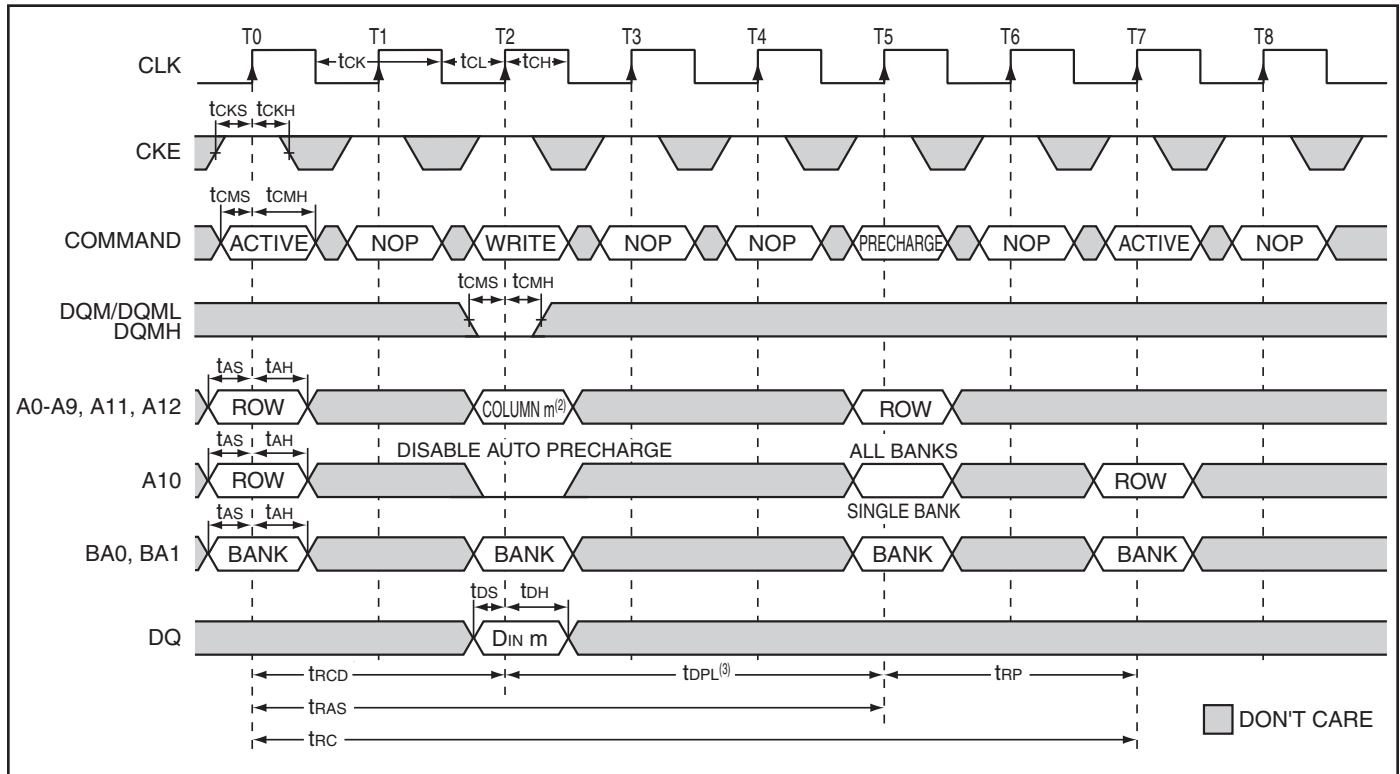 T0 T1 T2 T3 T4 T5 T6 T7 T8
CLK tCK tCL tCH
tCKS tCKH
CKE
tCMS tCMH
COMMAND ACTIVE NOP WRITE NOP NOP PRECHARGE NOP ACTIVE NOP
tCMS tCMH
DQM/DQML
DQMH
tAS tAH
A0-A9, A11, A12 ROW COLUMN m(2) ROW
tAS tAH DISABLE AUTO PRECHARGE ALL BANKS
A10 ROW ROW
tAS tAH SINGLE BANK
BA0, BA1 BANK BANK BANK BANK
tDS tDH
DQ DIN m
tRCD tDPL(3) tRP
tRAS
DON'T CARE
tRC